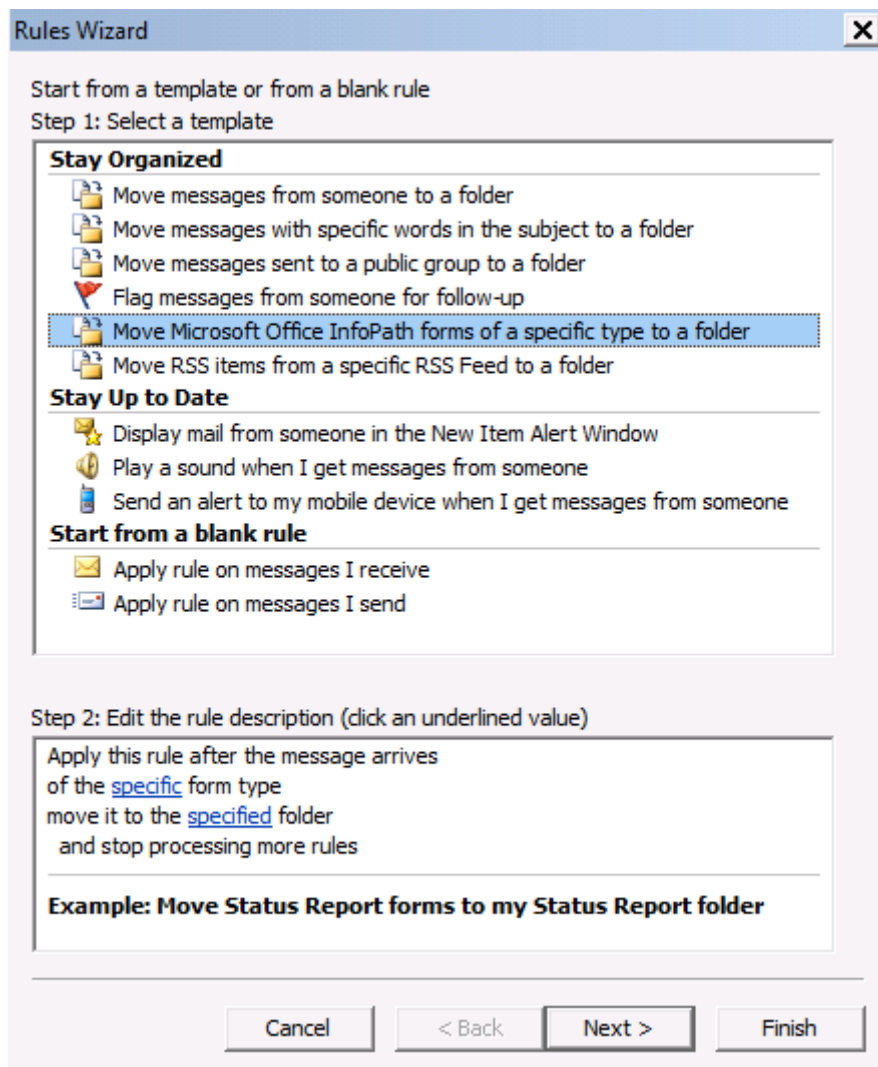 Rules Wizard
Start from a template or from a blank rule
Step 1: Select a template
Stay Organized
Move messages from someone to a folder
Move messages with specific words in the subject to a folder
Move messages sent to a public group to a folder
Flag messages from someone for follow-up
Move Microsoft Office InfoPath forms of a specific type to a folder
Move RSS items from a specific RSS Feed to a folder
Stay Up to Date
Display mail from someone in the New Item Alert Window
Play a sound when I get messages from someone
Send an alert to my mobile device when I get messages from someone
Start from a blank rule
Apply rule on messages I receive
Apply rule on messages I send
Step 2: Edit the rule description (click an underlined value)
Apply this rule after the message arrives
of the specific form type
move it to the specified folder
and stop processing more rules
Example: Move Status Report forms to my Status Report folder
Cancel < Back Next > Finish